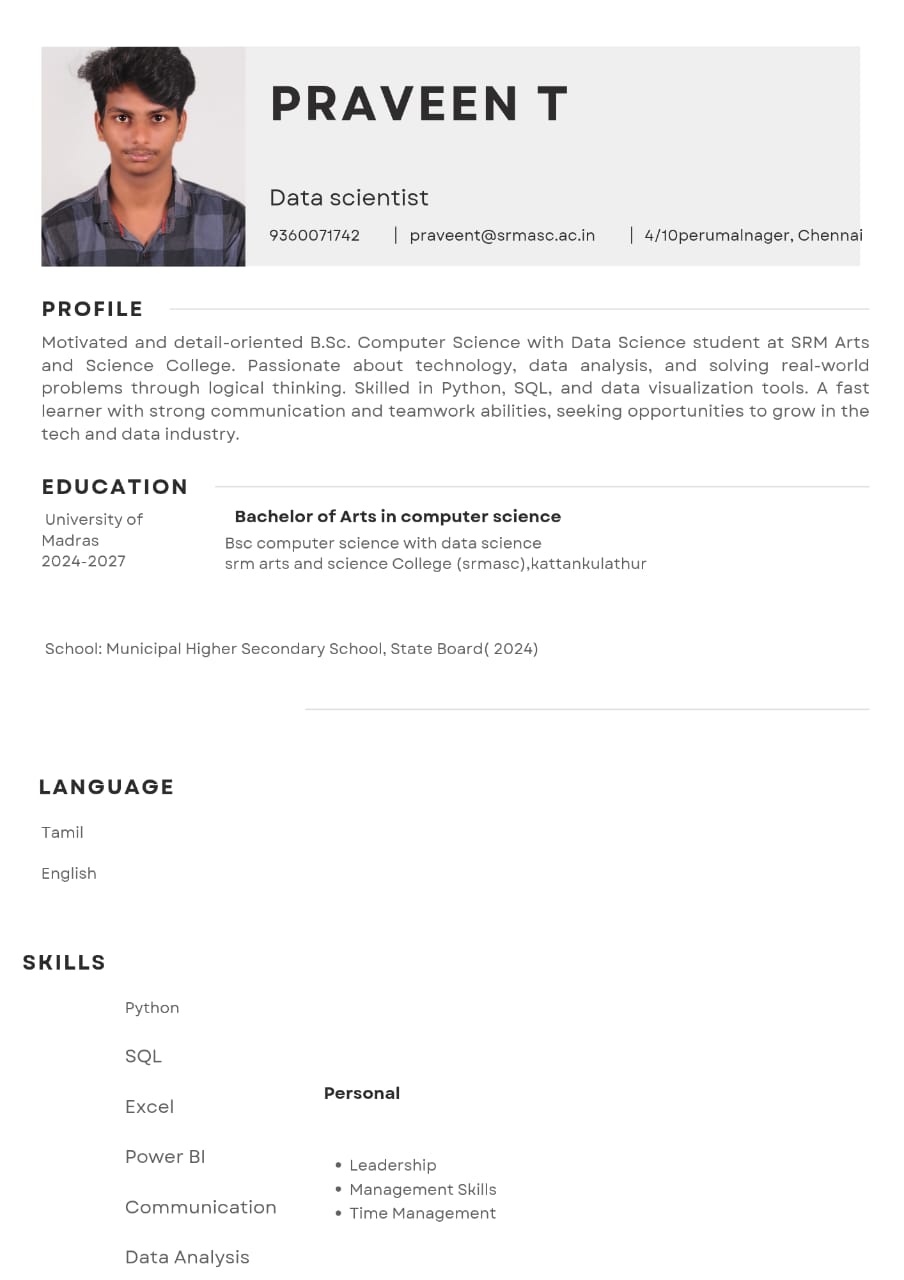 PRAVEEN T
Data scientist
9360071742 | praveent@srmasc.ac.in | 4/10perumalnager, Chennai
PROFILE
Motivated and detail-oriented B.Sc. Computer Science with Data Science student at SRM Arts
and Science College. Passionate about technology, data analysis, and solving real-world
problems through logical thinking. Skilled in Python, SQL, and data visualization tools. A fast
learner with strong communication and teamwork abilities, seeking opportunities to grow in the
tech and data industry.
EDUCATION
University of
Madras
2024-2027
Bachelor of Arts in computer science
Bsc computer science with data science
srm arts and science College (srmasc),kattankulathur
School: Municipal Higher Secondary School, State Board( 2024)
LANGUAGE
Tamil
English
SKILLS
Python
SQL
Excel
Power BI
Communication
Data Analysis
Personal
• Leadership
• Management Skills
• Time Management